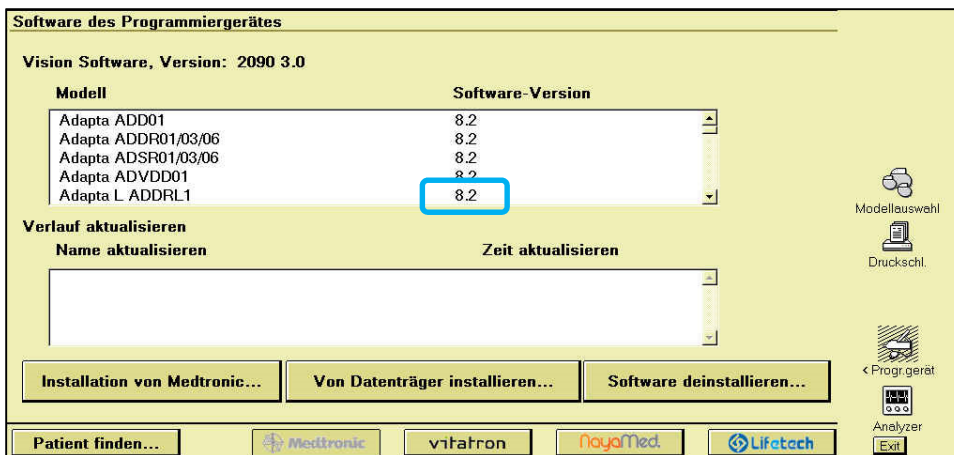 Software des Programmiergerätes
Vision Software, Version: 2090 3.0
Modell Software-Version
Adapta ADD01 8.2
Adapta ADDR01/03/06 8.2
Adapta ADSR01/03/06 8.2
Adapta ADVDD01 8.2
Adapta L ADDRL1 8.2
Verlauf aktualisieren
Name aktualisieren Zeit aktualisieren
Installation von Medtronic... Von Datenträger installieren... Software deinstallieren...
Patient finden... Medtronic vitatron NayaMed. Lifetech
Modellauswahl
Druckschl.
< Progr.gerät
Analyzer
Exit